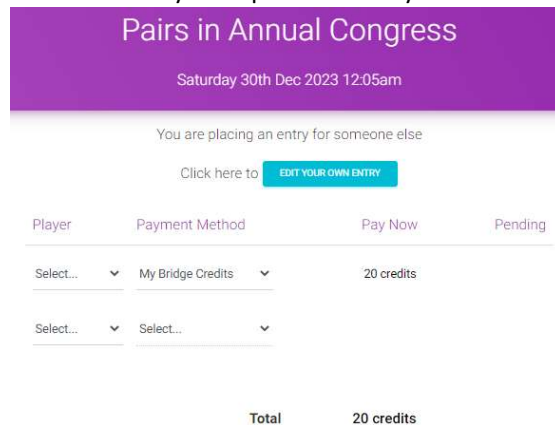 Pairs in Annual Congress
Saturday 30th Dec 2023 12:05am
You are placing an entry for someone else
Click here to EDIT YOUR OWN ENTRY
Player Payment Method Pay Now Pending
Select... My Bridge Credits 20 credits
Select... Select...
Total 20 credits